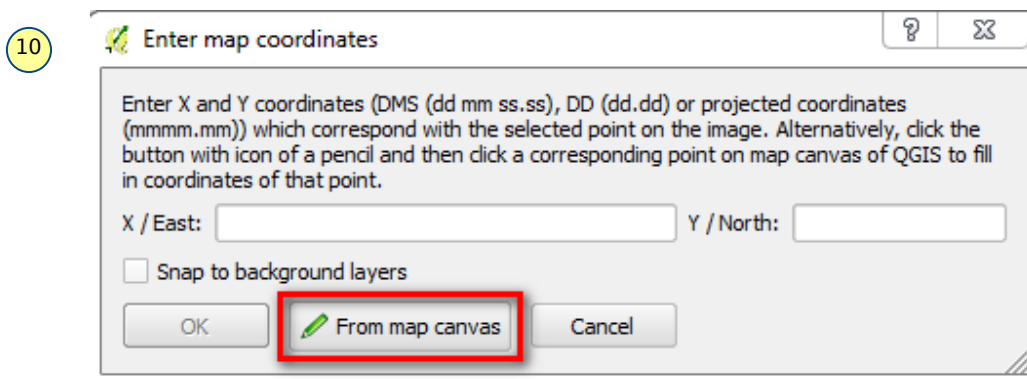 10
Enter map coordinates
Enter X and Y coordinates (DMS (dd mm ss.ss), DD (dd.dd) or projected coordinates
(mmmm.mm)) which correspond with the selected point on the image. Alternatively, click the
button with icon of a pencil and then click a corresponding point on map canvas of QGIS to fill
in coordinates of that point.
X / East: Y / North:
Snap to background layers
OK From map canvas Cancel